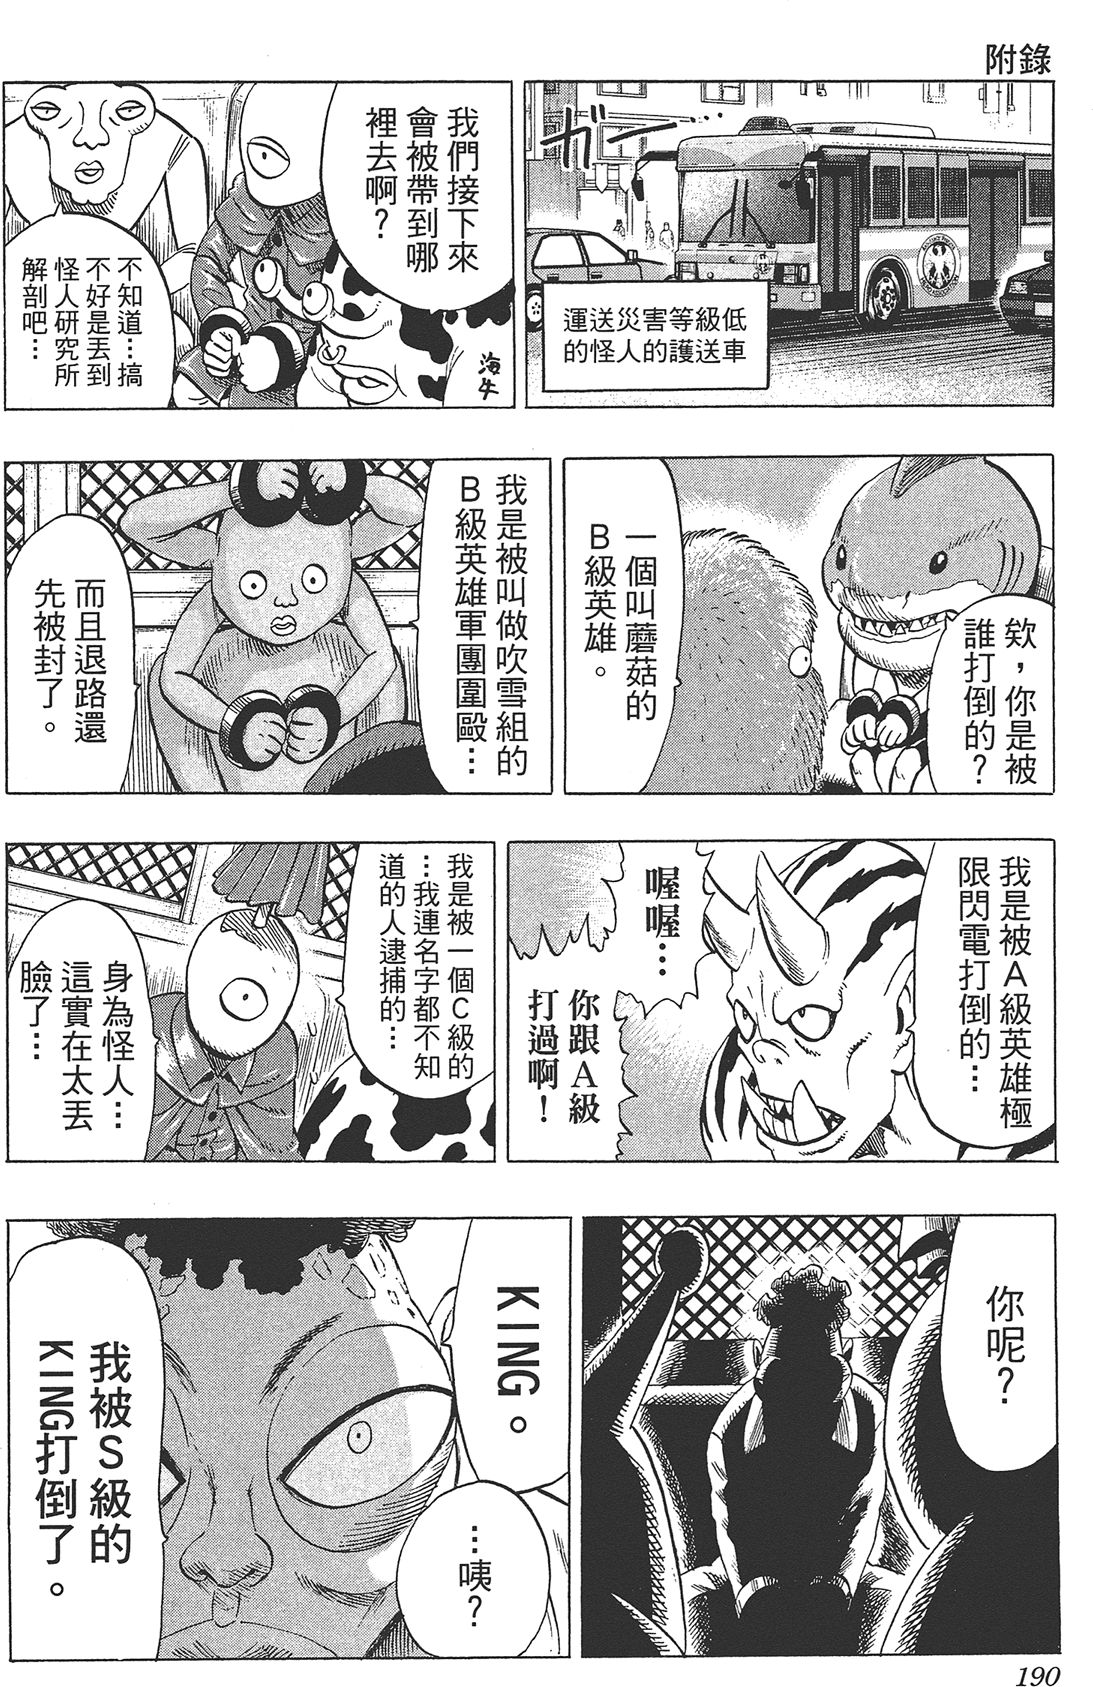 附錄
ガー…
運送災害等級低
的怪人的護送車
我們接下來
會被帶到哪
裡去啊？
不知道…搞
不好是丟到
怪人研究所
解剖吧…
海牛
欸，你是被
誰打倒的？
一個叫蘑菇的
B級英雄。
我是被叫做吹雪組的
B級英雄軍團圍毆…
而且退路還
先被封了。
我是被A級英雄極
限閃電打倒的…
喔喔…
你跟A級
打過啊！
我是被一個C級的
…我連名字都不知
道的人逮捕的…
身為怪人…
這實在太丟
臉了…
你呢？
KING。
…咦？
我被S級的
KING打倒了。
190